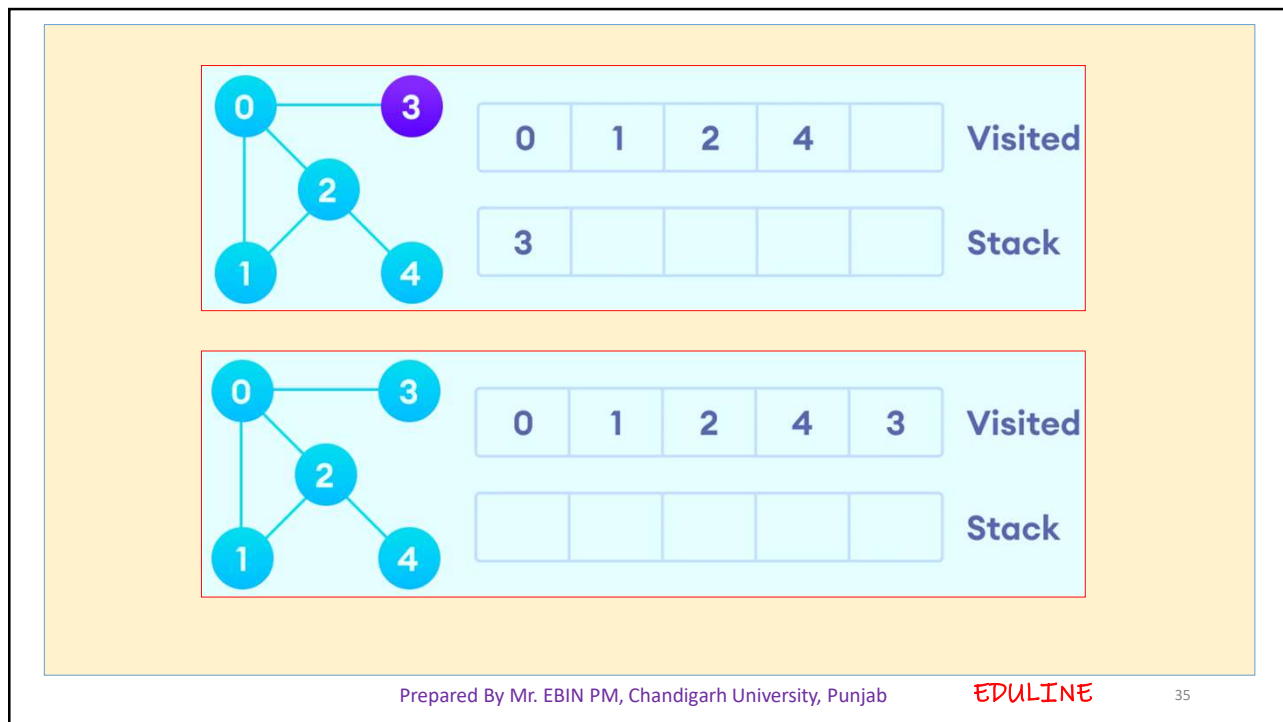 0 3
0 1 2 4 Visited
2
3 Stack
1 4
0 3
0 1 2 4 3 Visited
2
Stack
1 4
Prepared By Mr. EBIN PM, Chandigarh University, Punjab EDULINE 35